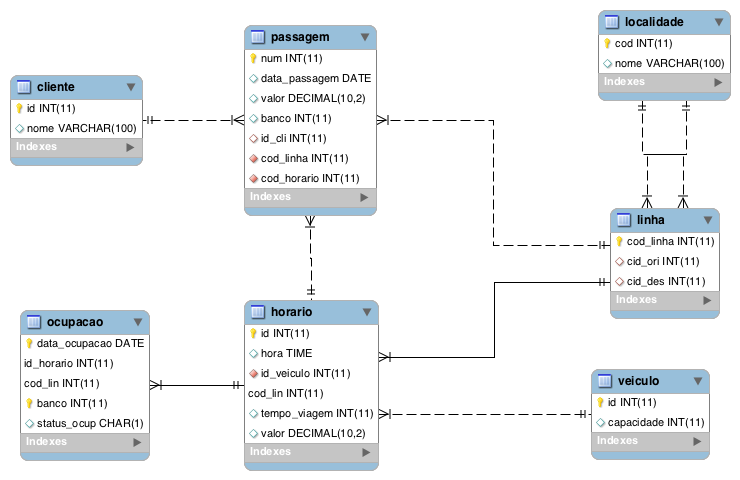 passagem
num INT(11)
data_passagem DATE
valor DECIMAL(10,2)
banco INT(11)
id_cli INT(11)
cod_linha INT(11)
cod_horario INT(11)
Indexes
localidade
cod INT(11)
nome VARCHAR(100)
Indexes
cliente
id INT(11)
nome VARCHAR(100)
Indexes
linha
cod_linha INT(11)
cid_ori INT(11)
cid_des INT(11)
Indexes
ocupacao
data_ocupacao DATE
id_horario INT(11)
cod_lin INT(11)
banco INT(11)
status_ocup CHAR(1)
Indexes
horario
id INT(11)
hora TIME
id_veiculo INT(11)
cod_lin INT(11)
tempo_viagem INT(11)
valor DECIMAL(10,2)
Indexes
veiculo
id INT(11)
capacidade INT(11)
Indexes